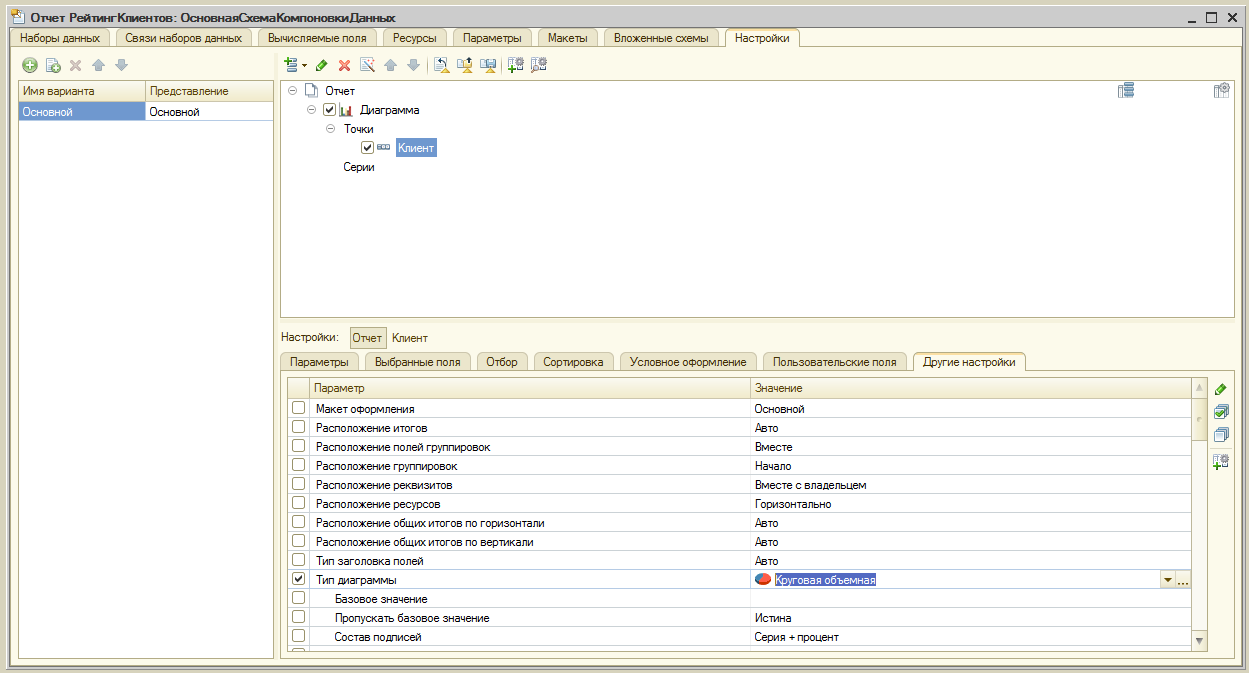 Отчет РейтингКлиентов: ОсновнаяСхемаКомпоновкиДанных
Наборы данных Связи наборов данных Вычисляемые поля Ресурсы Параметры Макеты Вложенные схемы Настройки
Имя варианта Представление
Основной Основной
Отчет
Диаграмма
Точки
Клиент
Серии
Настройки: Отчет Клиент
Параметры Выбранные поля Отбор Сортировка Условное оформление Пользовательские поля Другие настройки
Параметр Значение
Макет оформления Основной
Расположение итогов Авто
Расположение полей группировок Вместе
Расположение группировок Начало
Расположение реквизитов Вместе с владельцем
Расположение ресурсов Горизонтально
Расположение общих итогов по горизонтали Авто
Расположение общих итогов по вертикали Авто
Тип заголовка полей Авто
Тип диаграммы Круговая объемная
Базовое значение
Пропускать базовое значение Истина
Состав подписей Серия + процент